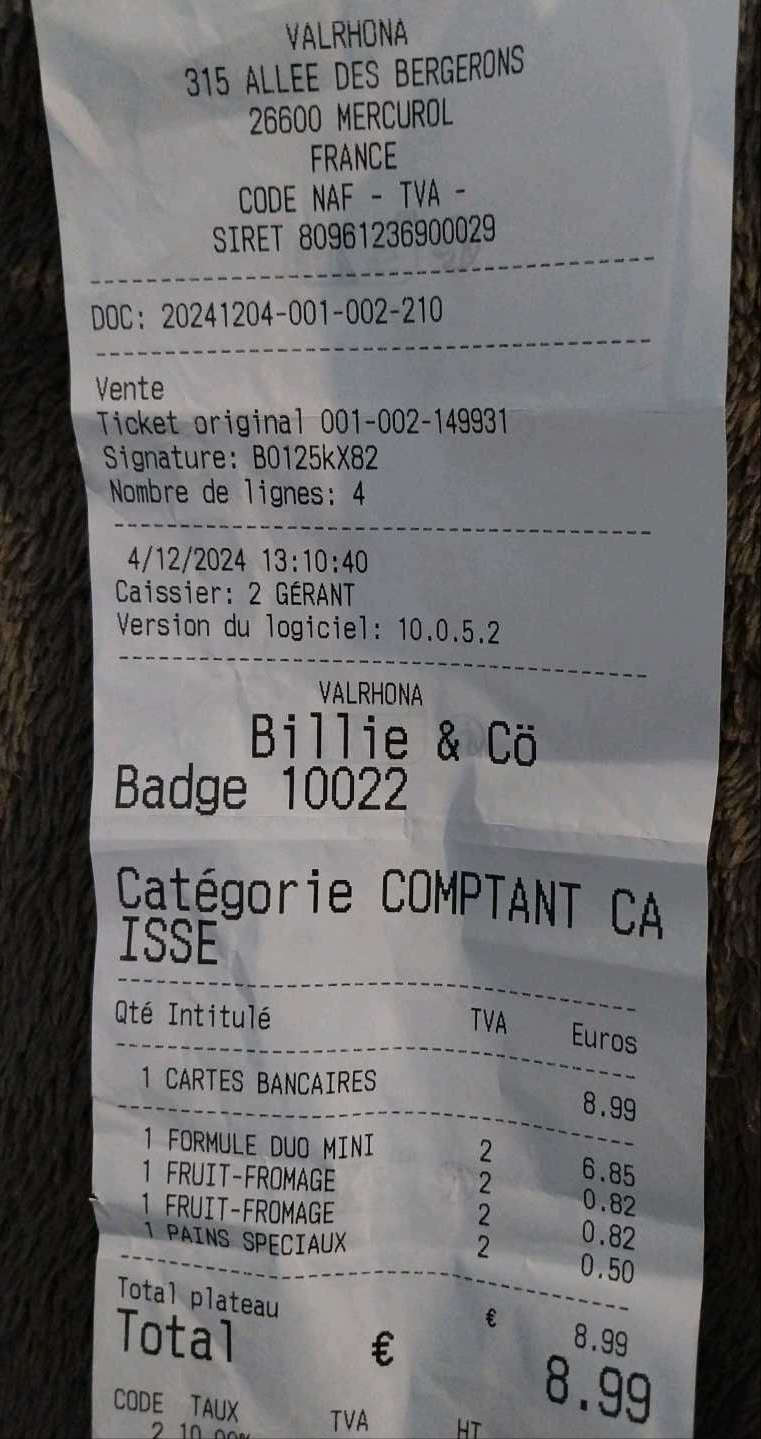 VALRHONA
315 ALLEE DES BERGERONS
26600 MERCUROL
FRANCE
CODE NAF - TVA -
SIRET 80961236900029
DOC: 20241204-001-002-210
Vente
Ticket original 001-002-149931
Signature: B0125kX82
Nombre de lignes: 4
4/12/2024 13:10:40
Caissier: 2 GÉRANT
Version du logiciel: 10.0.5.2
VALRHONA
Billie & Cö
Badge 10022
Catégorie COMPTANT CA
ISSE
Qté Intitulé TVA Euros
1 CARTES BANCAIRES 8.99
1 FORMULE DUO MINI 2 6.85
1 FRUIT-FROMAGE 2 0.82
1 FRUIT-FROMAGE 2 0.82
1 PAINS SPECIAUX 2 0.50
Total plateau € 8.99
Total € 8.99
CODE TAUX TVA HT
2 10.00%